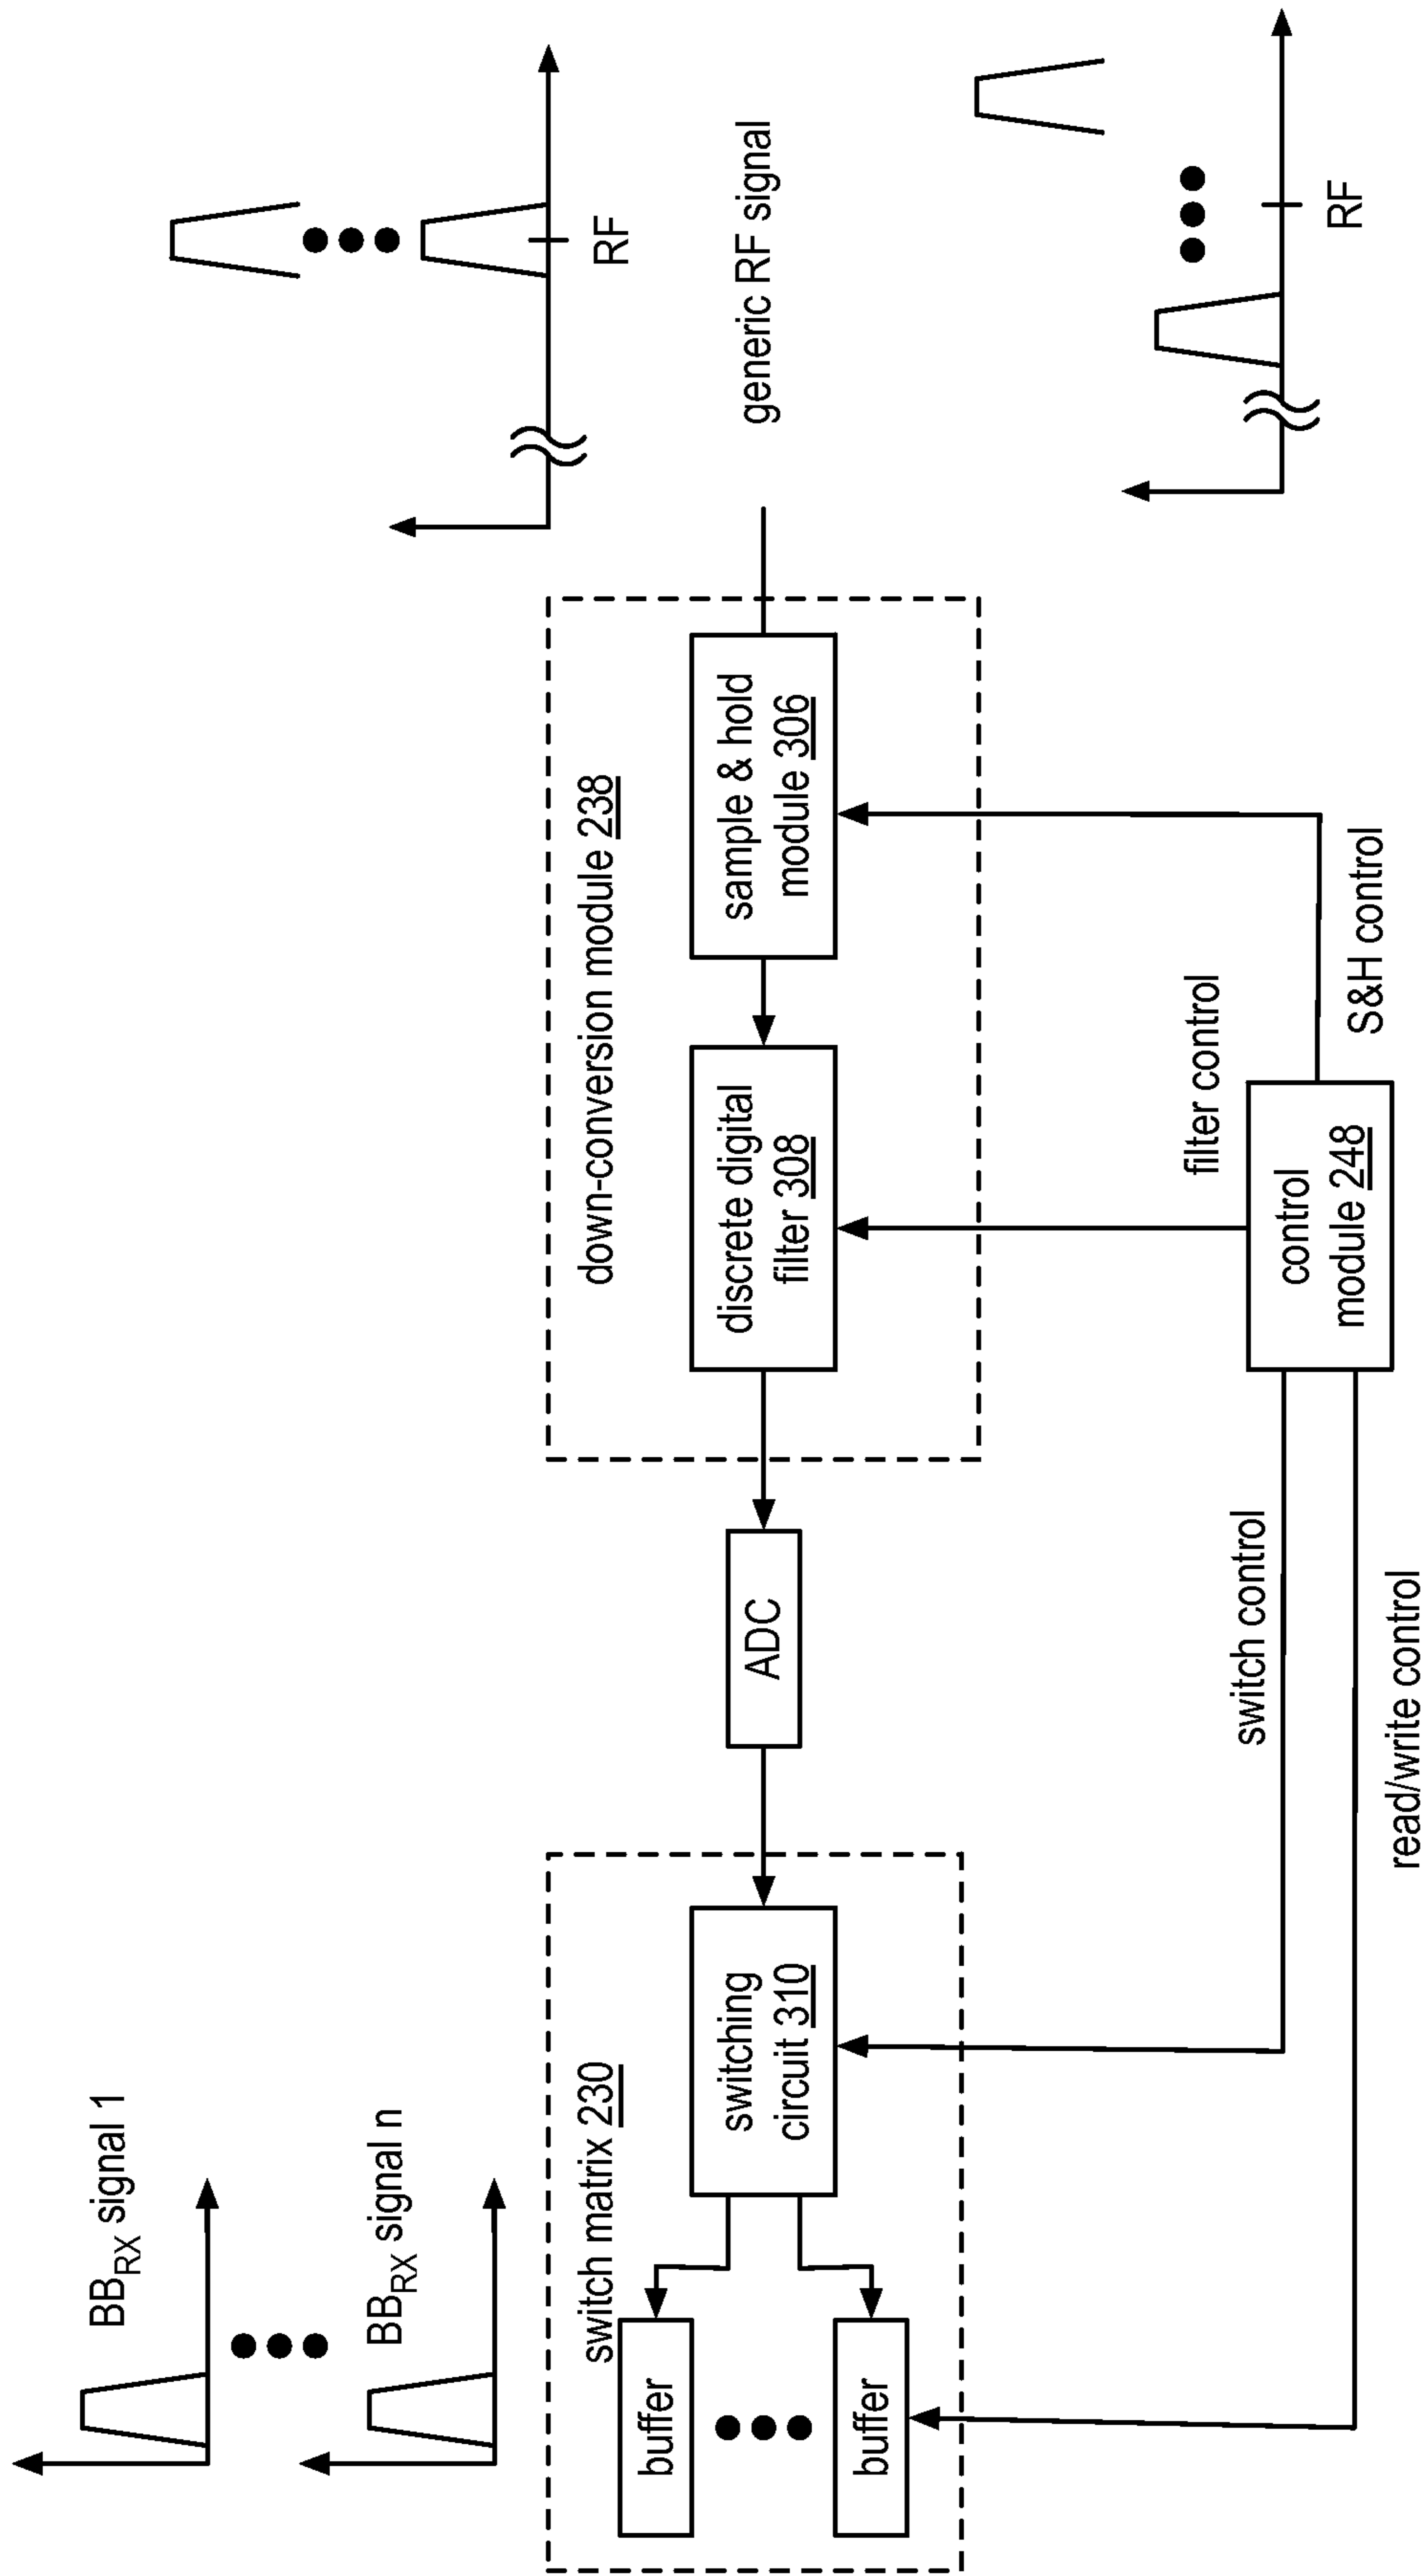 BBRX signal 1
BBRX signal n
RF
switch matrix 230
down-conversion module 238
buffer
buffer
switching
circuit 310
ADC
discrete digital
filter 308
sample & hold
module 306
generic RF signal
switch control
filter control
control
module 248
S&H control
read/write control
RF